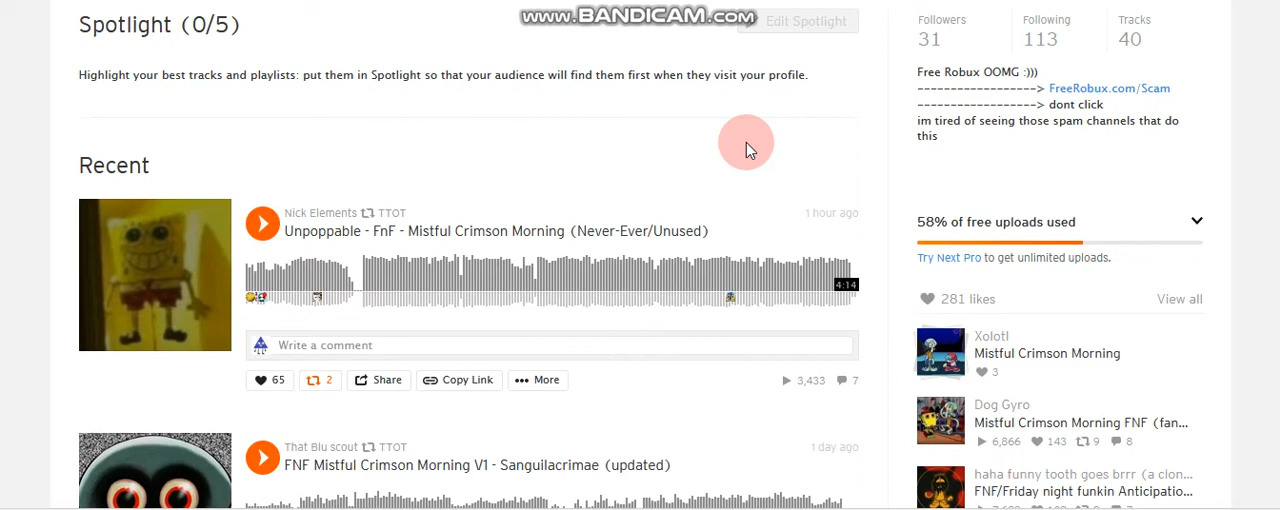 www.BANDICAM.com
Spotlight (0/5)
Edit Spotlight
Highlight your best tracks and playlists: put them in Spotlight so that your audience will find them first when they visit your profile.
Recent
Nick Elements TTOT
1 hour ago
Unpoppable - FnF - Mistful Crimson Morning (Never-Ever/Unused)
4:14
Write a comment
65
2
Share
Copy Link
More
3,433
7
That Blu scout TTOT
1 day ago
FNF Mistful Crimson Morning V1 - Sanguilacrimae (updated)
Followers
31
Following
113
Tracks
40
Free Robux OOMG :)))
------------------> FreeRobux.com/Scam
------------------> dont click
im tired of seeing those spam channels that do
this
58% of free uploads used
Try Next Pro to get unlimited uploads.
281 likes
View all
Xolotl
Mistful Crimson Morning
3
Dog Gyro
Mistful Crimson Morning FNF (fan...
6,866
143
9
8
haha funny tooth goes brrr (a clon...
FNF/Friday night funkin Anticipatio...